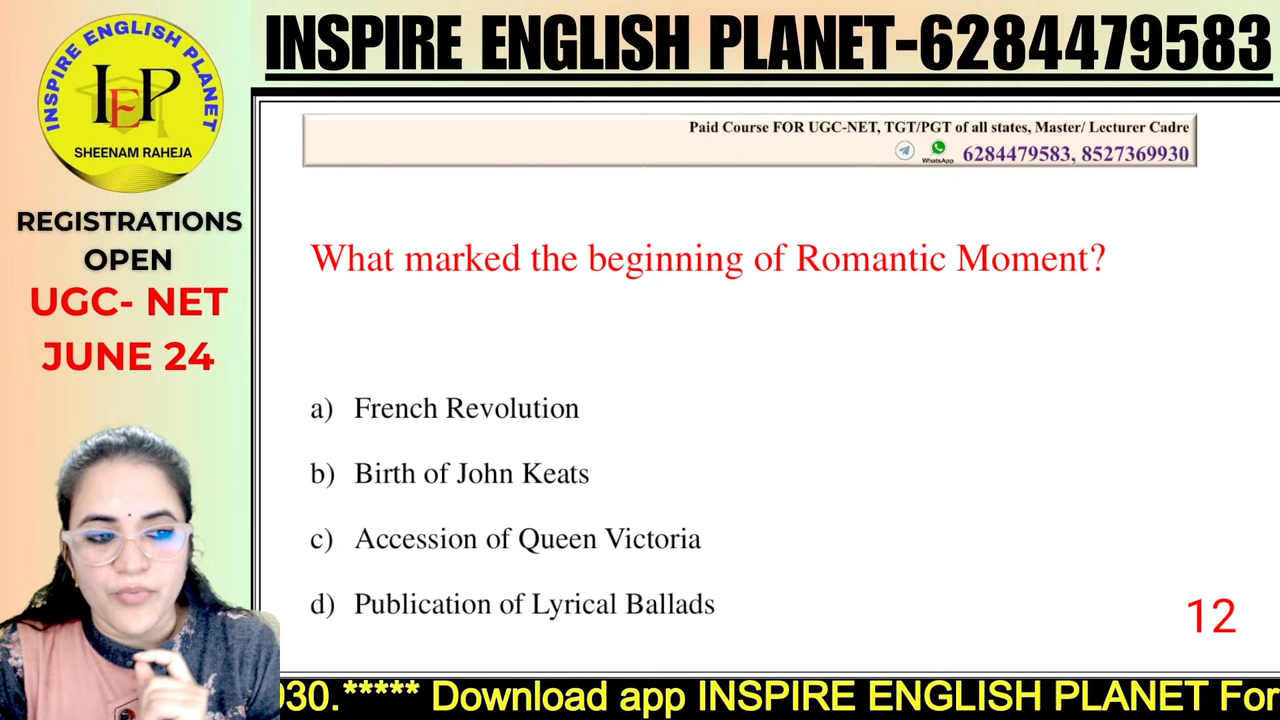 INSPIRE ENGLISH PLANET
IEP
SHEENAM RAHEJA
REGISTRATIONS
OPEN
UGC- NET
JUNE 24
INSPIRE ENGLISH PLANET-6284479583
Paid Course FOR UGC-NET, TGT/PGT of all states, Master/ Lecturer Cadre
WhatsApp 6284479583, 8527369930
What marked the beginning of Romantic Moment?
a) French Revolution
b) Birth of John Keats
c) Accession of Queen Victoria
d) Publication of Lyrical Ballads
12
930.***** Download app INSPIRE ENGLISH PLANET For